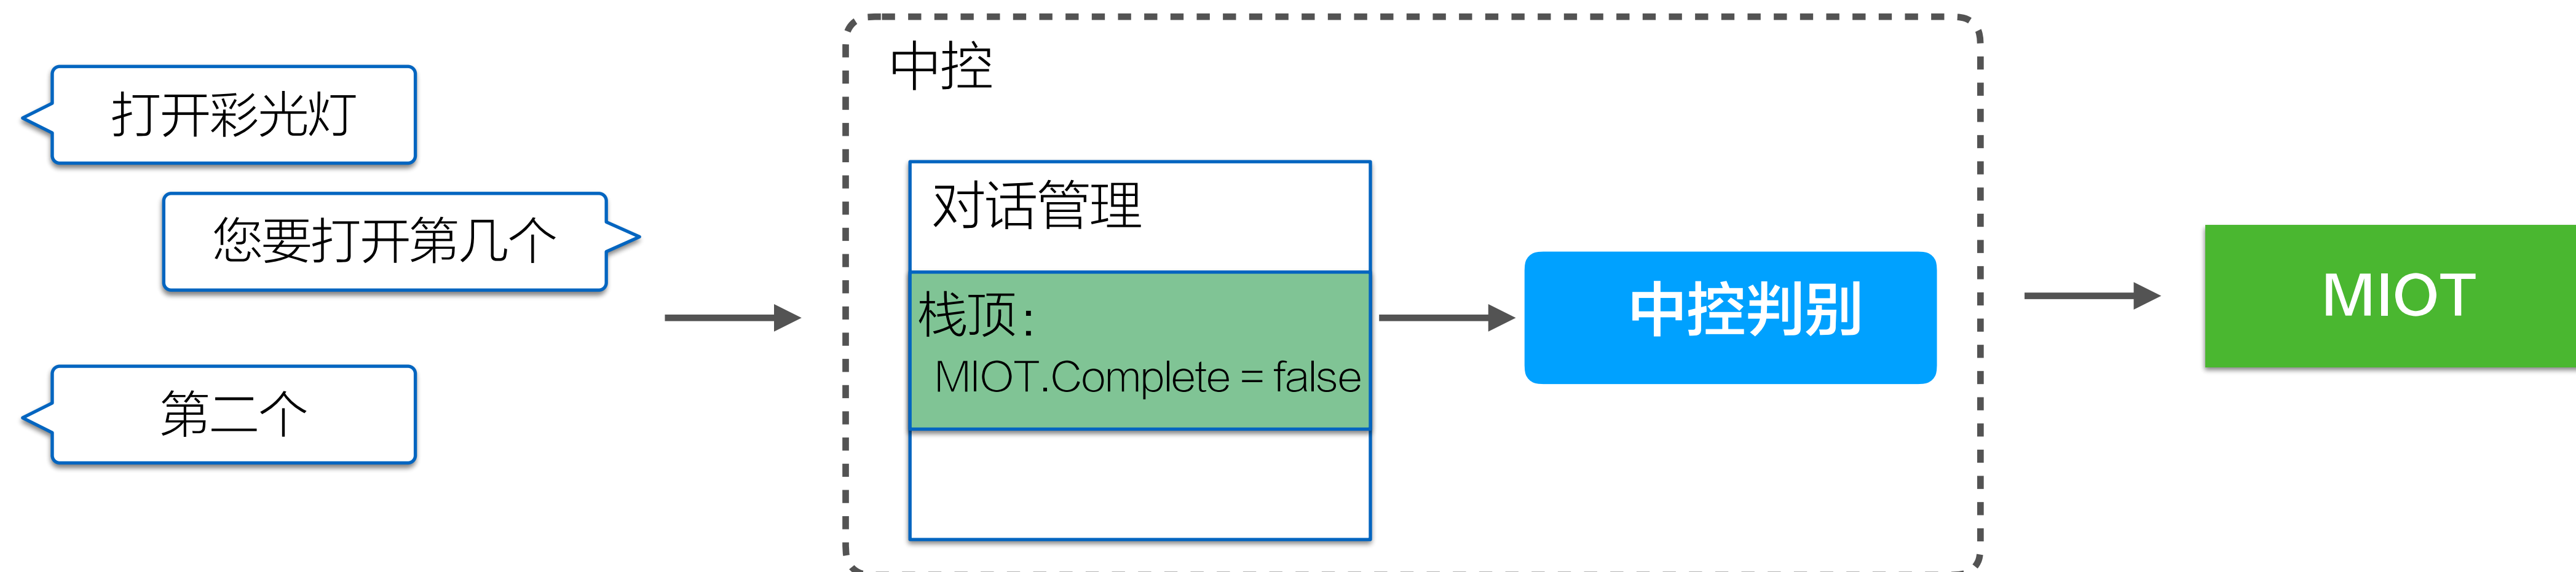 打开彩光灯
您要打开第几个
第二个
中控
对话管理
栈顶:
MIOT.Complete = false
中控判别
MIOT